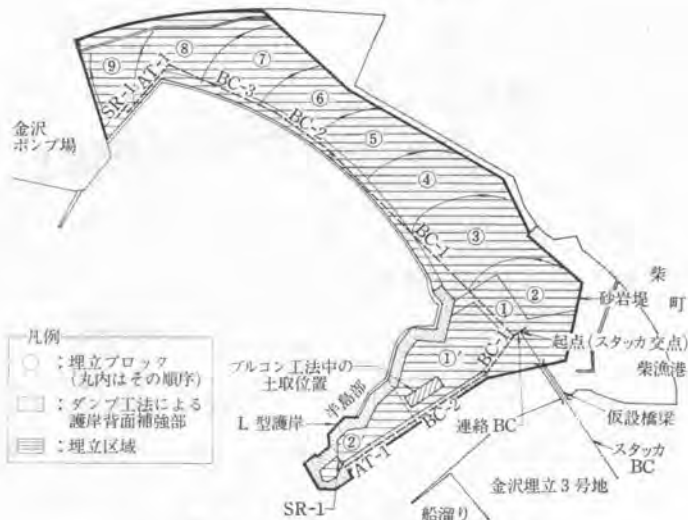 ⑨
⑧
⑦
⑥
⑤
④
③
②
①
①′
②
SR-1
AT-1
BC-3
BC-2
BC-1
金沢
ポンプ場
柴
町
砂岩堤
起点(スタッカ交点)
柴漁港
仮設橋梁
スタッカ
BC
連絡 BC
金沢埋立3号地
船溜り
BC-1
BC-2
AT-1
SR-1
ブルコン工法中の
土取位置
半島部
L 型護岸
凡例
;埋立ブロック
(丸内はその順序)
;ダンプ工法による
護岸背面補強部
;埋立区域